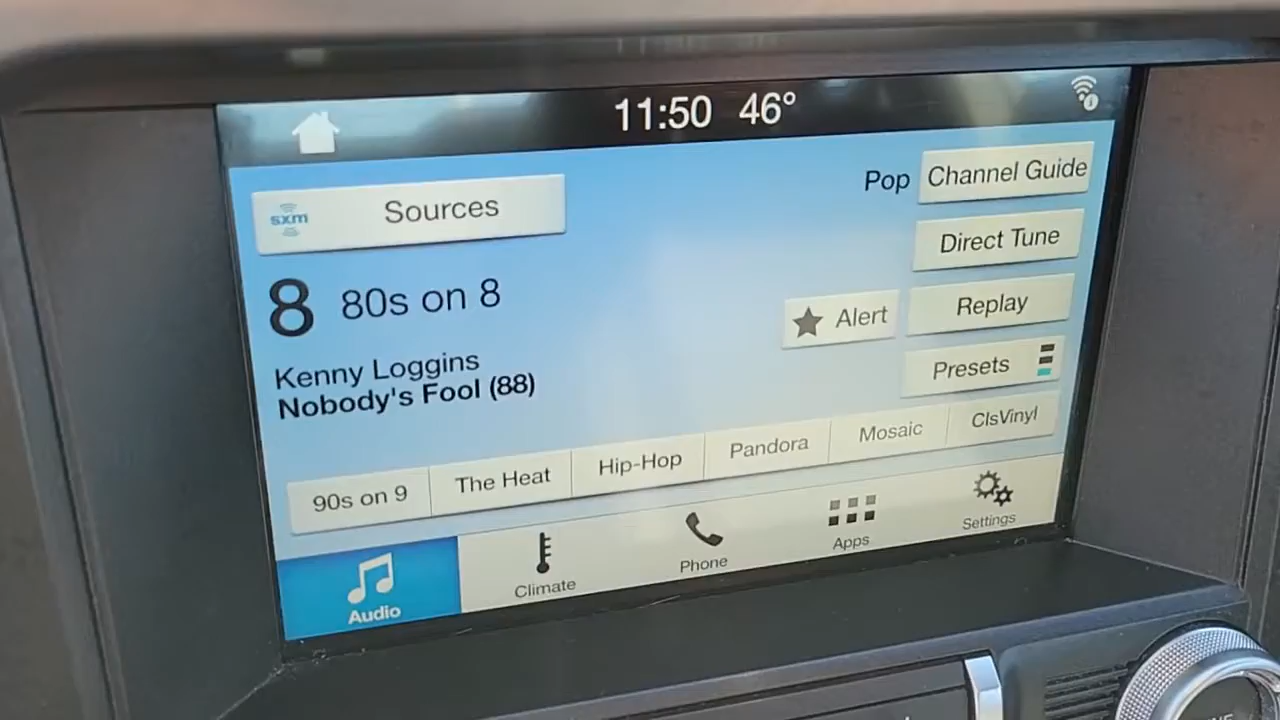 11:50 46°
sxm Sources
Pop Channel Guide
Direct Tune
8 80s on 8
Alert
Replay
Kenny Loggins
Nobody's Fool (88)
Presets
90s on 9 The Heat Hip-Hop Pandora Mosaic ClsVinyl
Audio Climate Phone Apps Settings